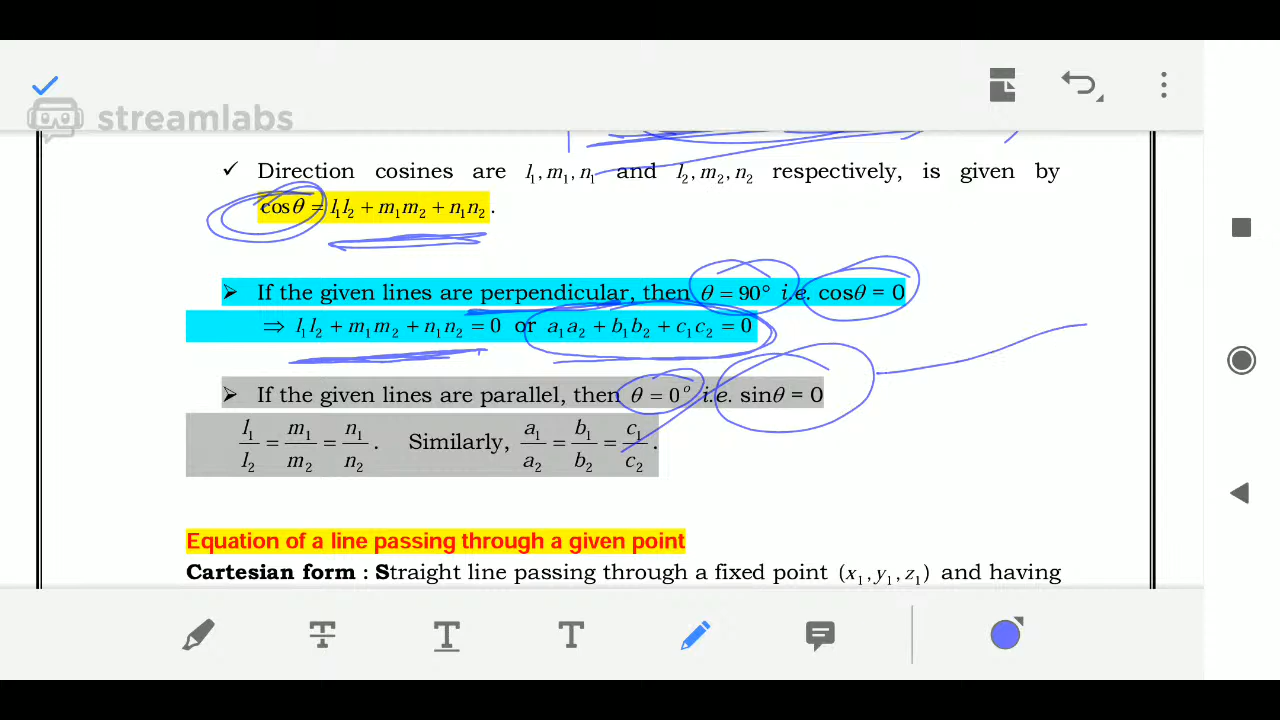 streamlabs
✓ Direction cosines are l₁, m₁, n₁ and l₂, m₂, n₂ respectively, is given by
cosθ = l₁l₂ + m₁m₂ + n₁n₂.
➢ If the given lines are perpendicular, then θ = 90° i.e. cosθ = 0
⇒ l₁l₂ + m₁m₂ + n₁n₂ = 0 or a₁a₂ + b₁b₂ + c₁c₂ = 0
➢ If the given lines are parallel, then θ = 0° i.e. sinθ = 0
l₁/l₂ = m₁/m₂ = n₁/n₂. Similarly, a₁/a₂ = b₁/b₂ = c₁/c₂.
Equation of a line passing through a given point
Cartesian form : Straight line passing through a fixed point (x₁, y₁, z₁) and having
T T T